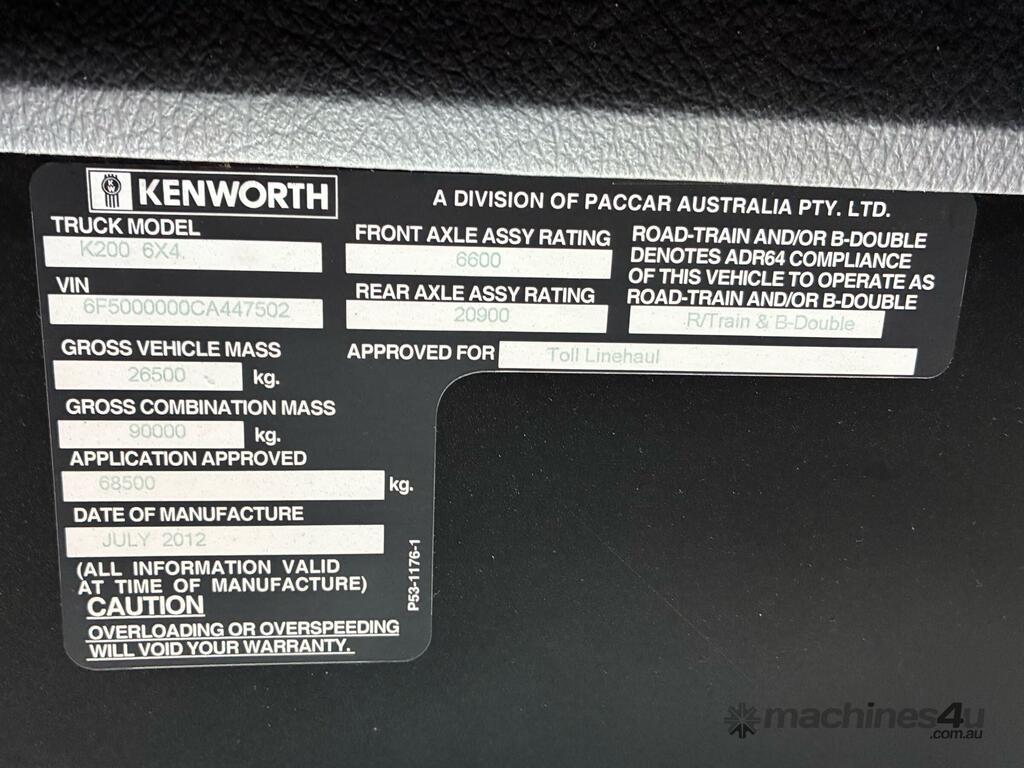 KENWORTH
A DIVISION OF PACCAR AUSTRALIA PTY. LTD.
TRUCK MODEL
K200 6X4
VIN
6F5000000CA447502
GROSS VEHICLE MASS
26500 kg.
GROSS COMBINATION MASS
90000 kg.
APPLICATION APPROVED
68500 kg.
DATE OF MANUFACTURE
JULY 2012
(ALL INFORMATION VALID
AT TIME OF MANUFACTURE)
CAUTION
OVERLOADING OR OVERSPEEDING
WILL VOID YOUR WARRANTY.
P53-1176-1
FRONT AXLE ASSY RATING
6600
REAR AXLE ASSY RATING
20900
ROAD-TRAIN AND/OR B-DOUBLE
DENOTES ADR64 COMPLIANCE
OF THIS VEHICLE TO OPERATE AS
ROAD-TRAIN AND/OR B-DOUBLE
R/Train & B-Double
APPROVED FOR Toll Linehaul
machines4u
.com.au